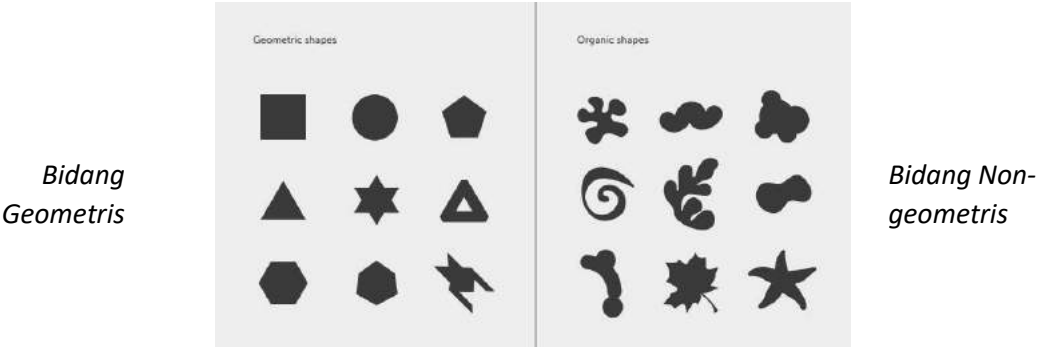 Geometric shapes
Organic shapes
Bidang
Geometris
Bidang Non-
geometris